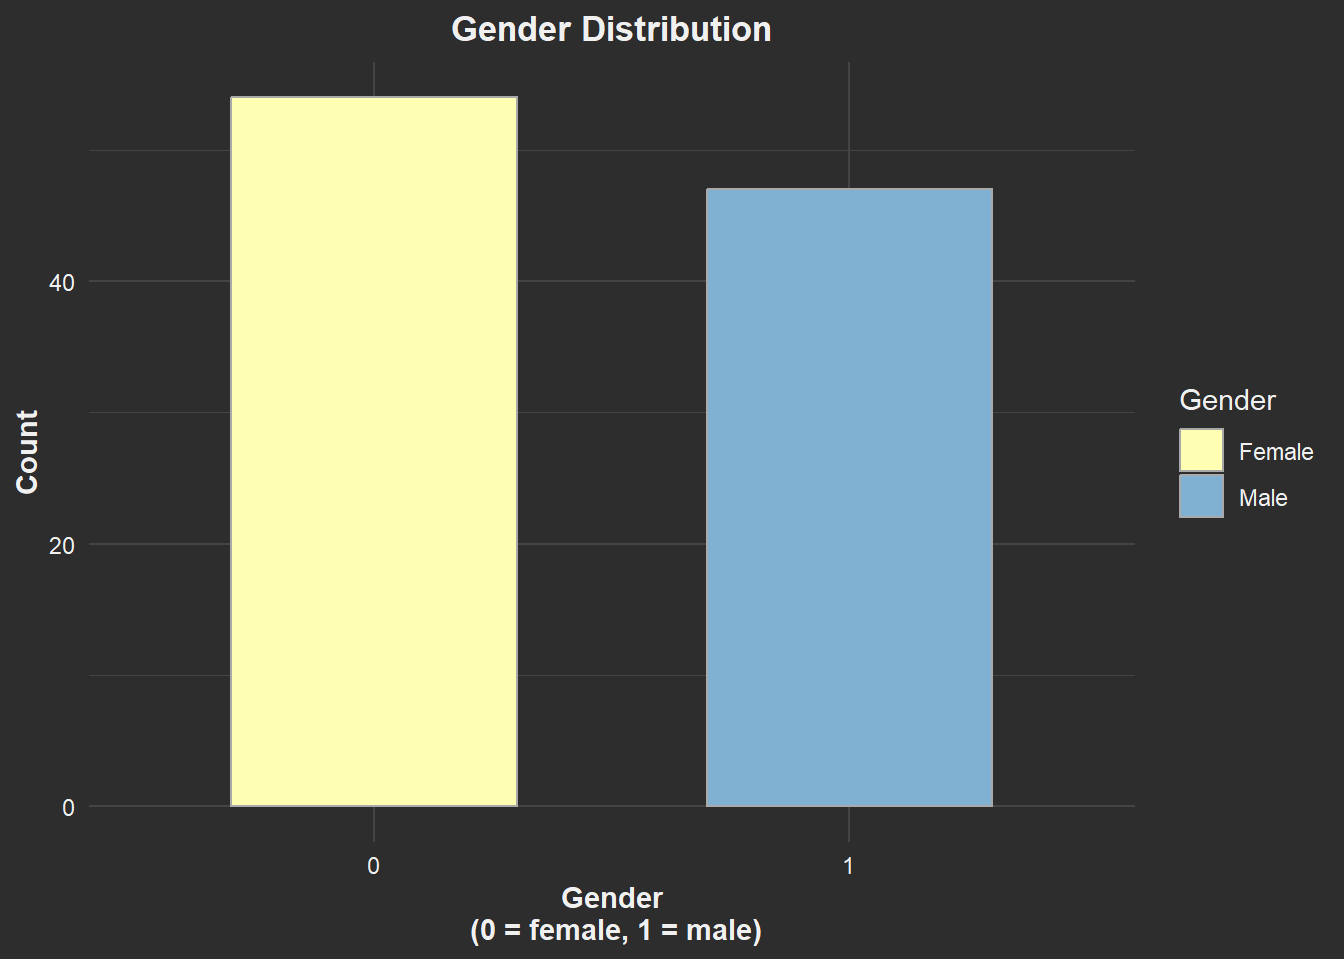 Gender Distribution
Count
40
20
0
0
1
Gender
(0 = female, 1 = male)
Gender
Female
Male